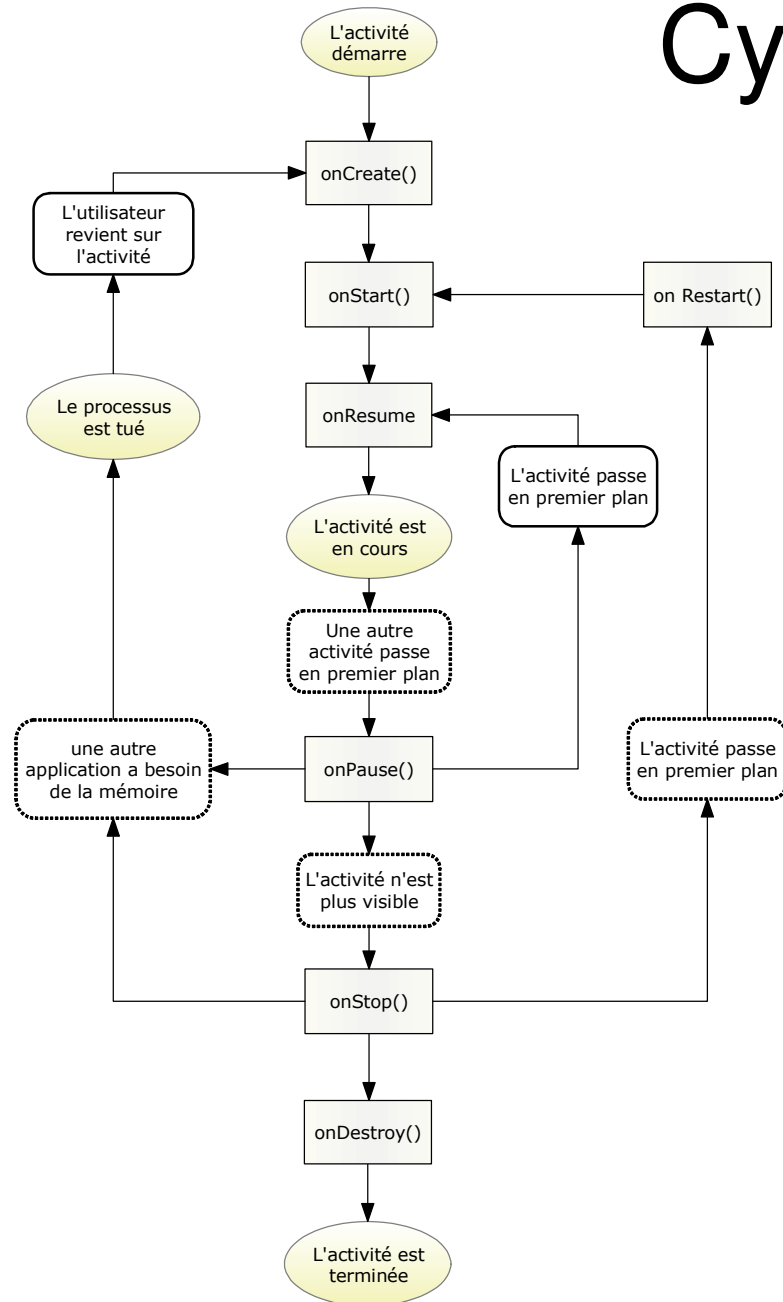 L'activité
démarre
Cy
onCreate()
L'utilisateur
revient sur
l'activité
onStart()
on Restart()
Le processus
est tué
onResume
L'activité passe
en premier plan
L'activité est
en cours
Une autre
activité passe
en premier plan
une autre
application a besoin
de la mémoire
onPause()
L'activité passe
en premier plan
L'activité n'est
plus visible
onStop()
onDestroy()
L'activité est
terminée